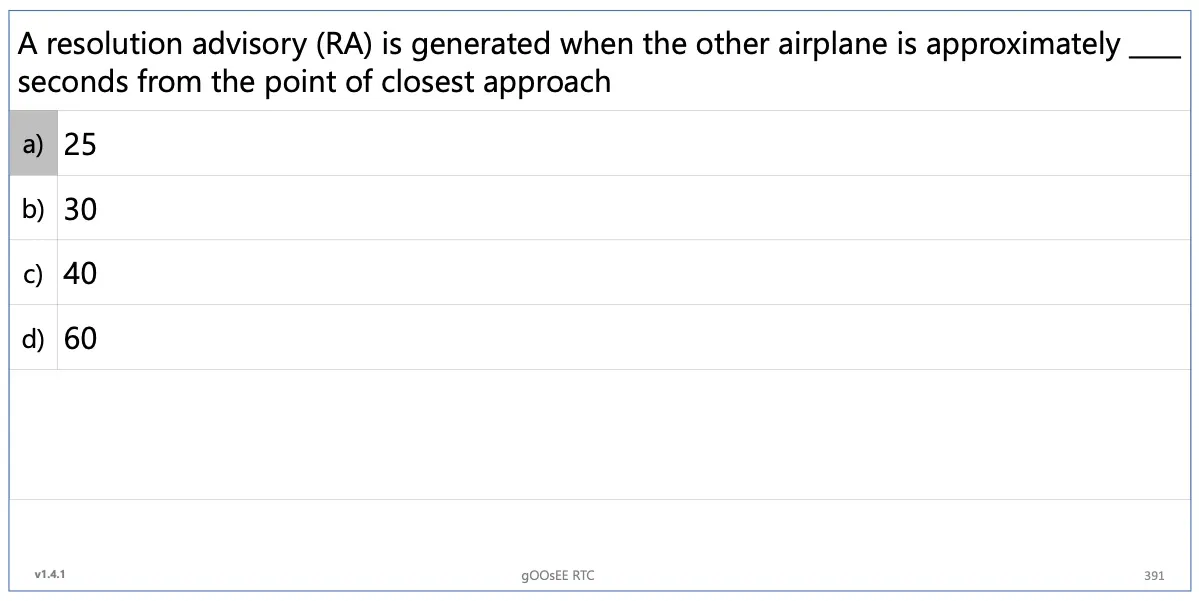 A resolution advisory (RA) is generated when the other airplane is approximately ____
seconds from the point of closest approach
a) 25
b) 30
c) 40
d) 60
v1.4.1 gOOsEE RTC 391